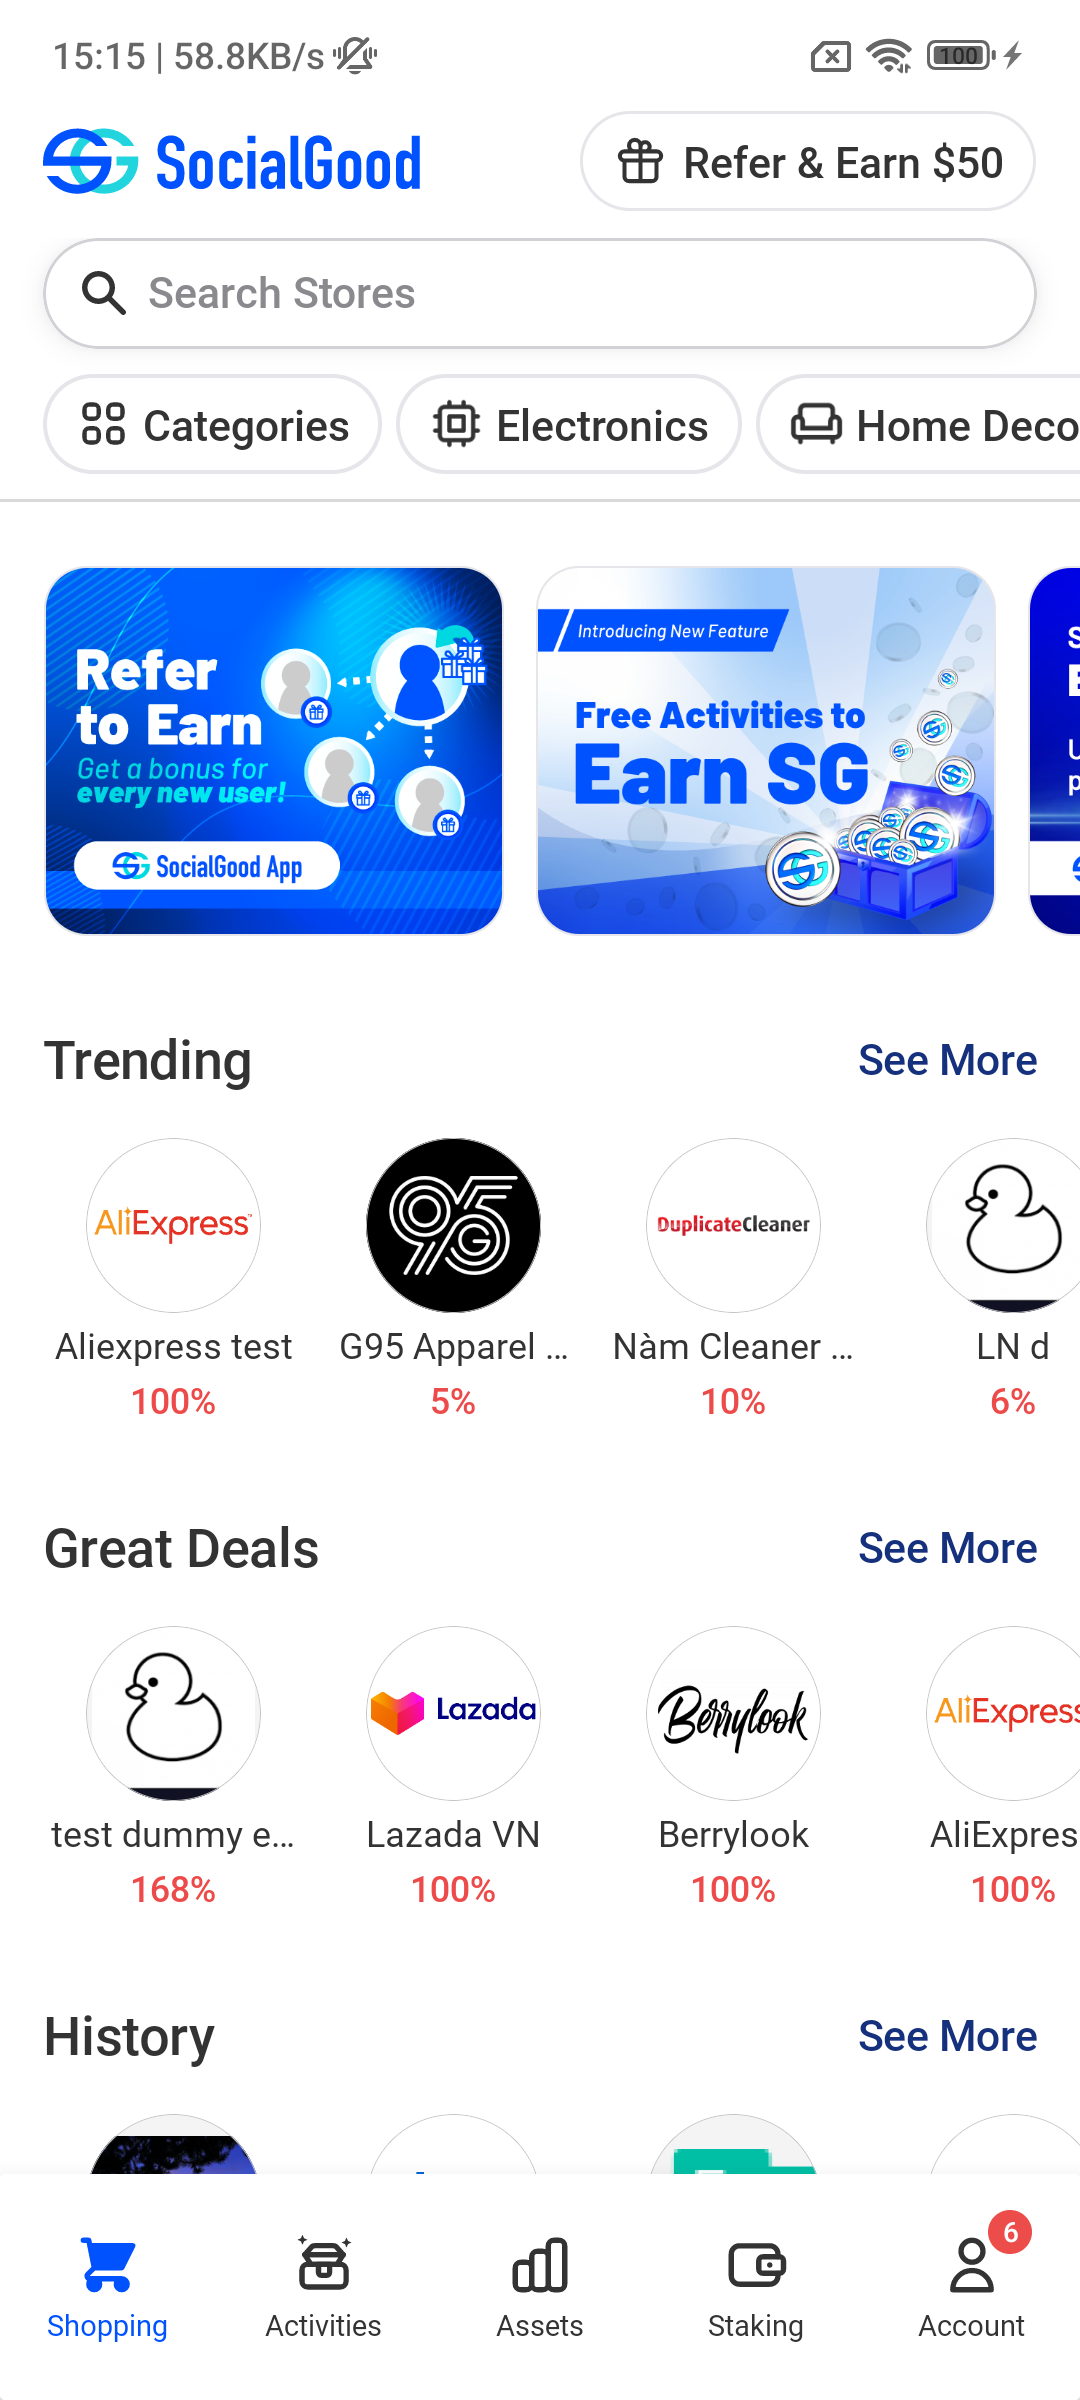 15:15 | 58.8KB/s
100
SocialGood
Refer & Earn $50
Search Stores
Categories
Electronics
Home Deco
Refer
to Earn
Get a bonus for
every new user!
SocialGood App
Introducing New Feature
Free Activities to
Earn SG
Trending
See More
AliExpress
95
DuplicateCleaner
Aliexpress test
G95 Apparel ...
Nàm Cleaner ...
LN d
100%
5%
10%
6%
Great Deals
See More
Lazada
Berrylook
AliExpress
test dummy e...
Lazada VN
Berrylook
AliExpres
168%
100%
100%
100%
History
See More
6
Shopping
Activities
Assets
Staking
Account